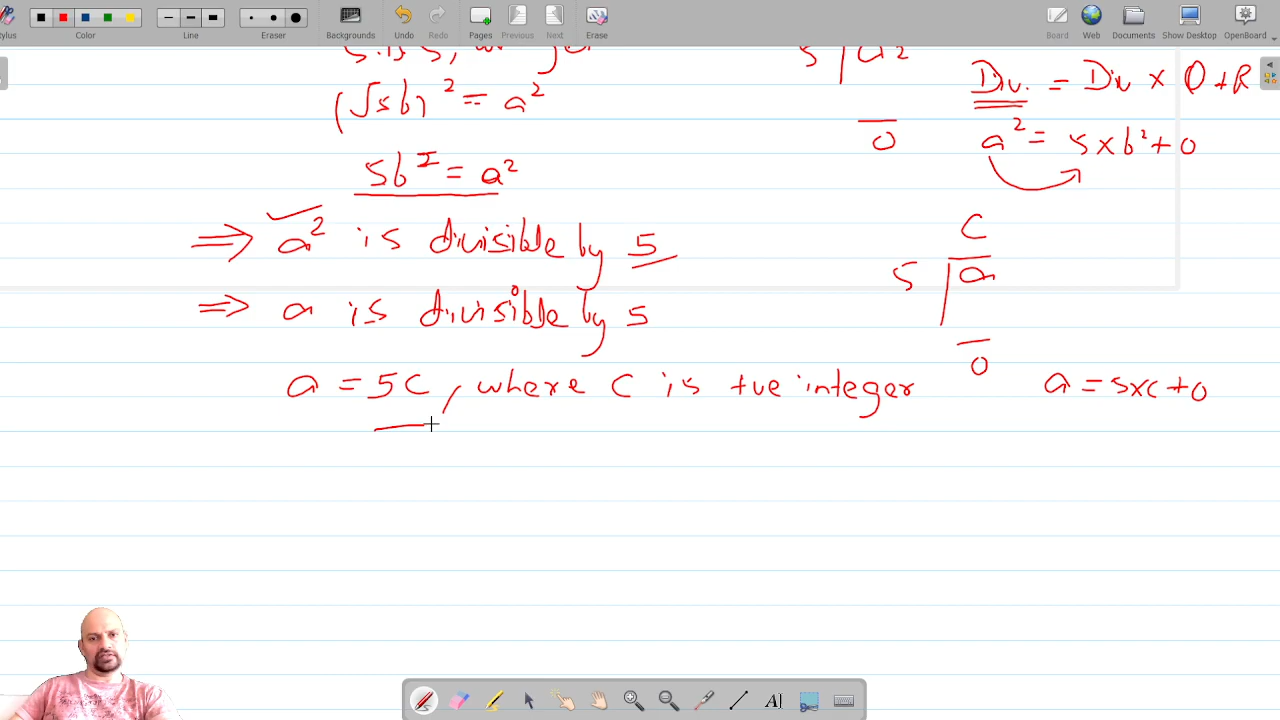 Stylus Color Line Eraser Backgrounds Undo Redo Pages Previous Next Erase Board Web Documents Show Desktop OpenBoard
(√5b)² = a²
5b² = a²
⇒ a² is divisible by 5
⇒ a is divisible by 5
a = 5C, where C is +ve integer
5 a²
0
Div. = Div × Q + R
a² = 5×b²+0
C
5 a
0
a = 5×C+0